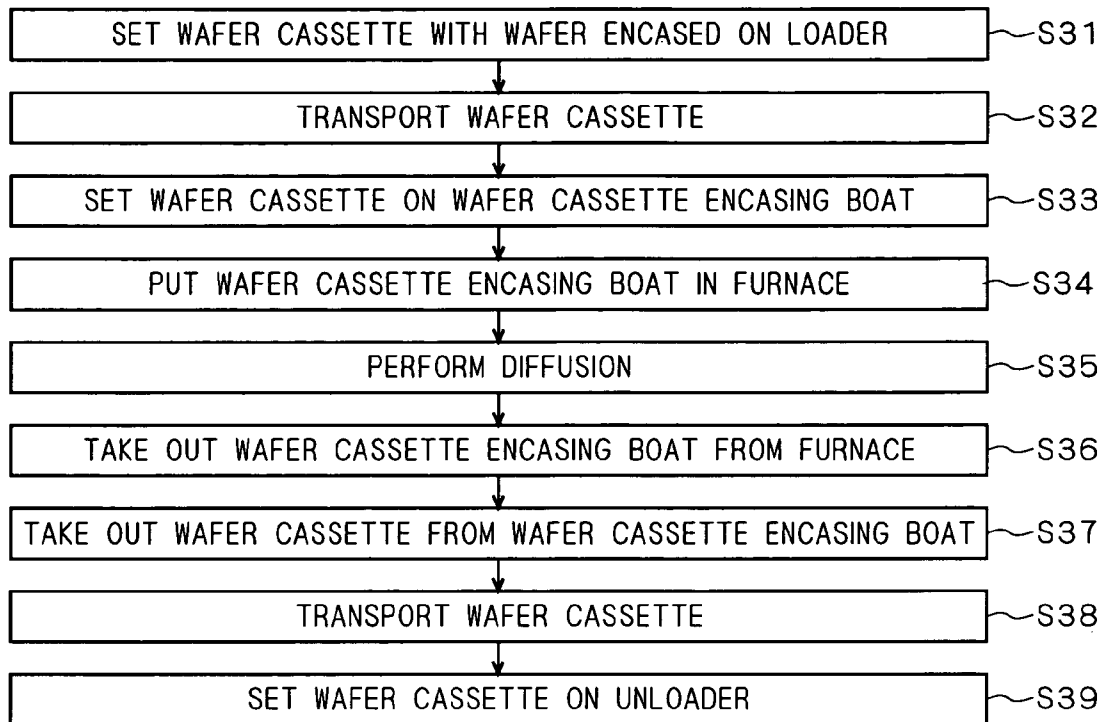 SET WAFER CASSETTE WITH WAFER ENCASED ON LOADER S31
TRANSPORT WAFER CASSETTE S32
SET WAFER CASSETTE ON WAFER CASSETTE ENCASING BOAT S33
PUT WAFER CASSETTE ENCASING BOAT IN FURNACE S34
PERFORM DIFFUSION S35
TAKE OUT WAFER CASSETTE ENCASING BOAT FROM FURNACE S36
TAKE OUT WAFER CASSETTE FROM WAFER CASSETTE ENCASING BOAT S37
TRANSPORT WAFER CASSETTE S38
SET WAFER CASSETTE ON UNLOADER S39